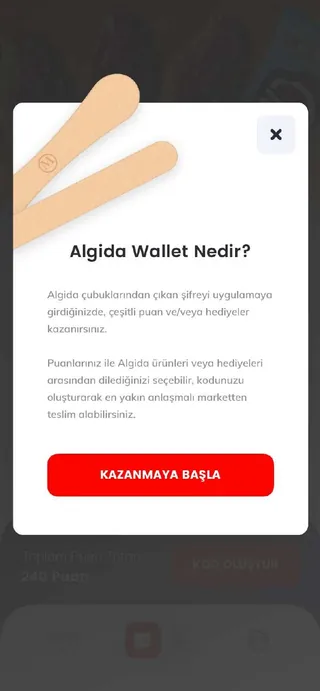 Algida Wallet Nedir?
Algida çubuklarından çıkan şifreyi uygulamaya
girdiğinizde, çeşitli puan ve/veya hediyeler
kazanırsınız.
Puanlarınız ile Algida ürünleri veya hediyeleri
arasından dilediğinizi seçebilir, kodunuzu
oluşturarak en yakın anlaşmalı marketten
teslim alabilirsiniz.
KAZANMAYA BAŞLA
240 Puan
KOD OLUŞTUR